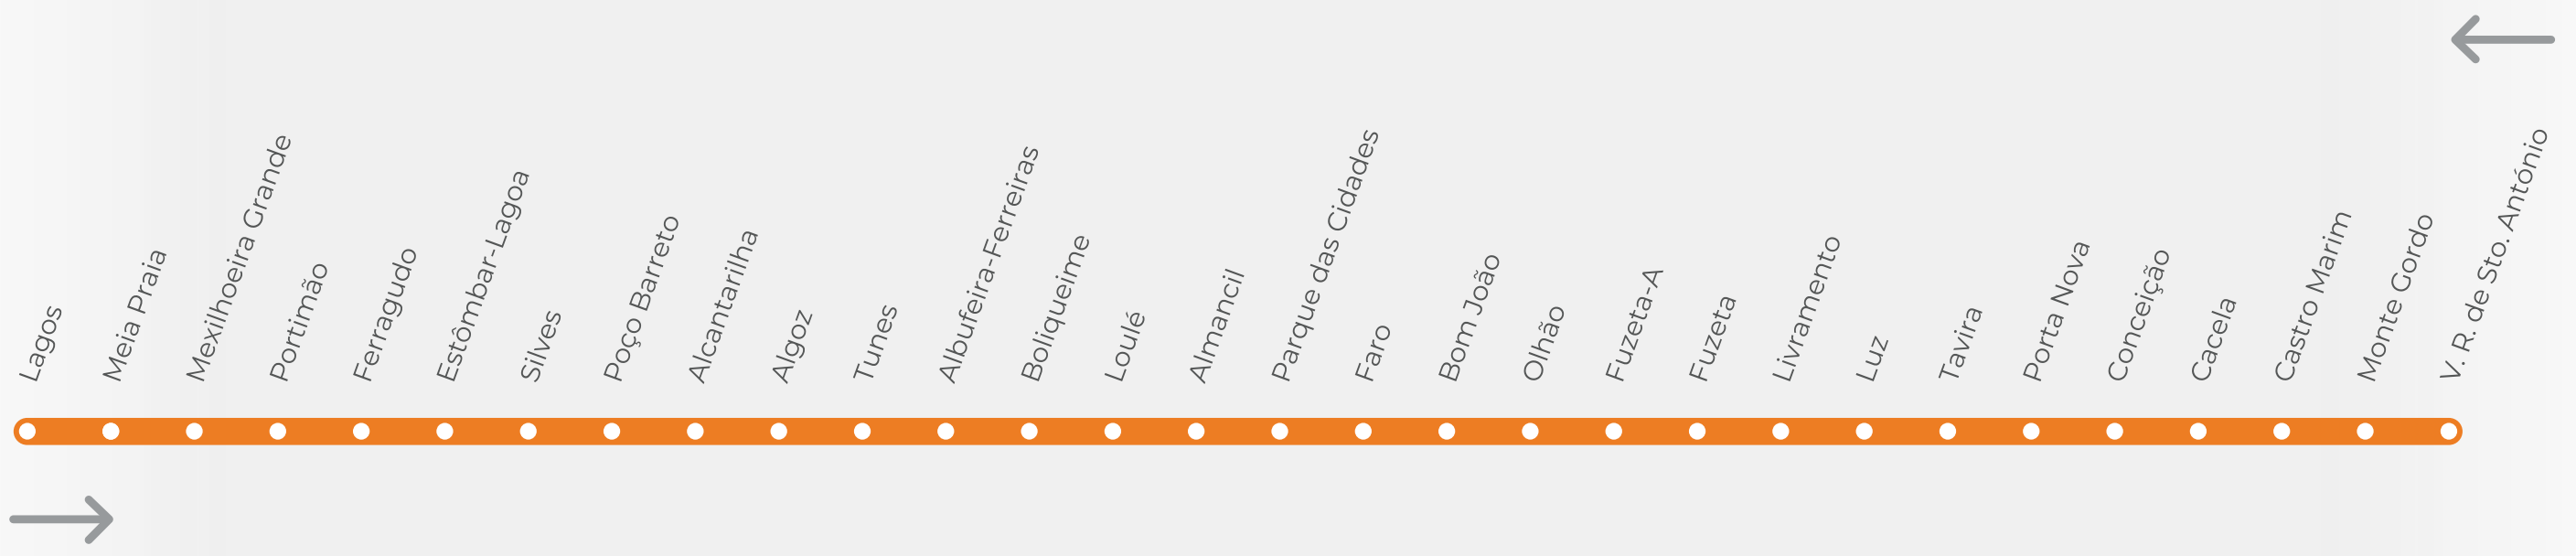 Lagos
Meia Praia
Mexilhoeira Grande
Portimão
Ferragudo
Estômbar-Lagoa
Silves
Poço Barreto
Alcantarilha
Algoz
Tunes
Albufeira-Ferreiras
Boliqueime
Loulé
Almancil
Parque das Cidades
Faro
Bom João
Olhão
Fuzeta-A
Fuzeta
Livramento
Luz
Tavira
Porta Nova
Conceição
Cacela
Castro Marim
Monte Gordo
V. R. de Sto. António